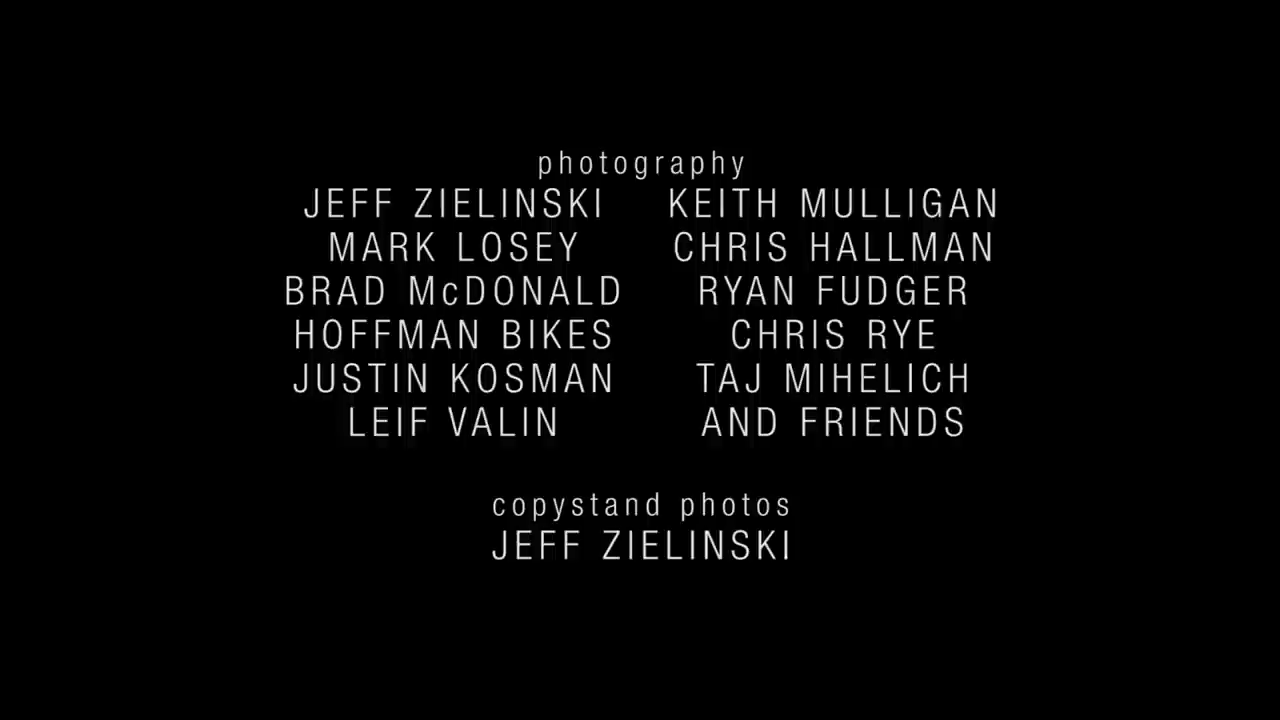 photography
JEFF ZIELINSKI KEITH MULLIGAN
MARK LOSEY CHRIS HALLMAN
BRAD McDONALD RYAN FUDGER
HOFFMAN BIKES CHRIS RYE
JUSTIN KOSMAN TAJ MIHELICH
LEIF VALIN AND FRIENDS
copystand photos
JEFF ZIELINSKI